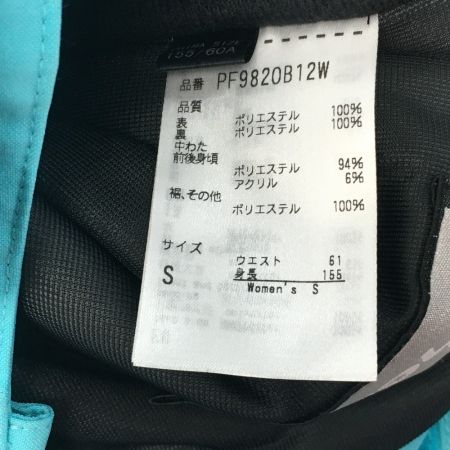 155/60A
品番 PF9820B12W
品質
表 ポリエステル 100%
裏 ポリエステル 100%
中わた
前後身頃 ポリエステル 94%
アクリル 6%
裾、その他
ポリエステル 100%
サイズ
S
ウエスト 61
身長 155
Women's S